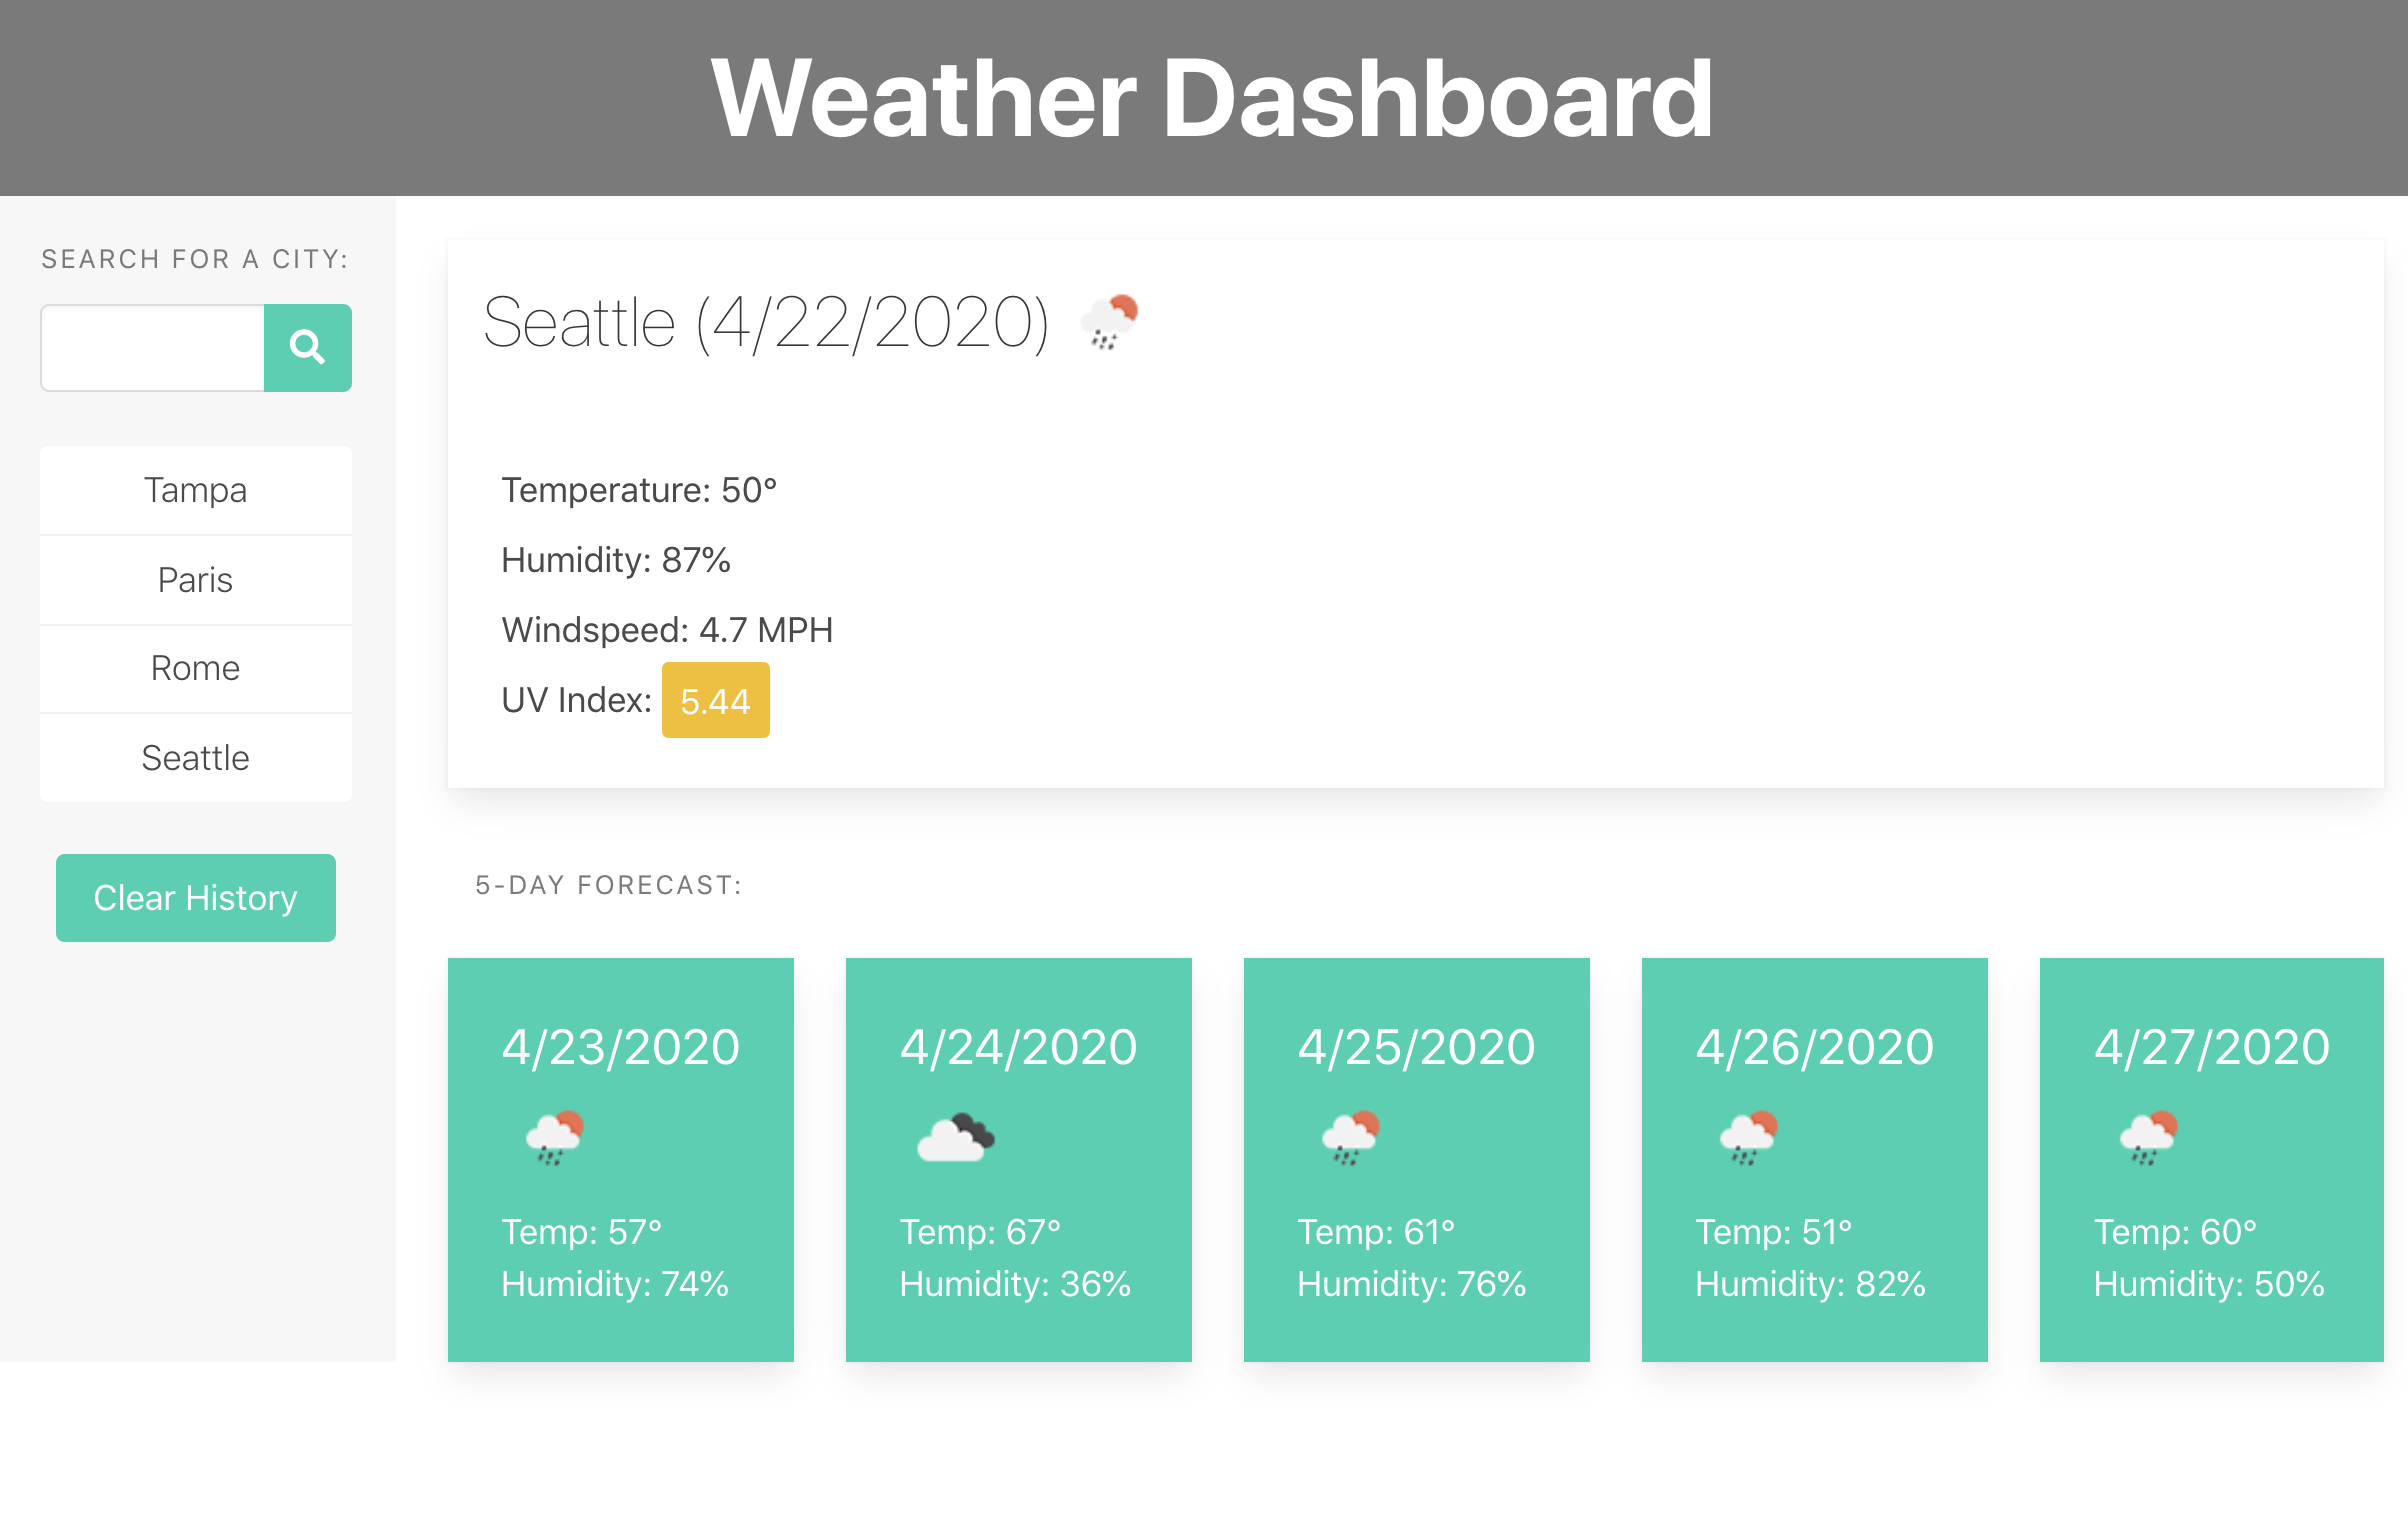 Weather Dashboard
SEARCH FOR A CITY:
Tampa
Paris
Rome
Seattle
Clear History
Seattle (4/22/2020)
Temperature: 50°
Humidity: 87%
Windspeed: 4.7 MPH
UV Index: 5.44
5-DAY FORECAST:
4/23/2020
Temp: 57°
Humidity: 74%
4/24/2020
Temp: 67°
Humidity: 36%
4/25/2020
Temp: 61°
Humidity: 76%
4/26/2020
Temp: 51°
Humidity: 82%
4/27/2020
Temp: 60°
Humidity: 50%